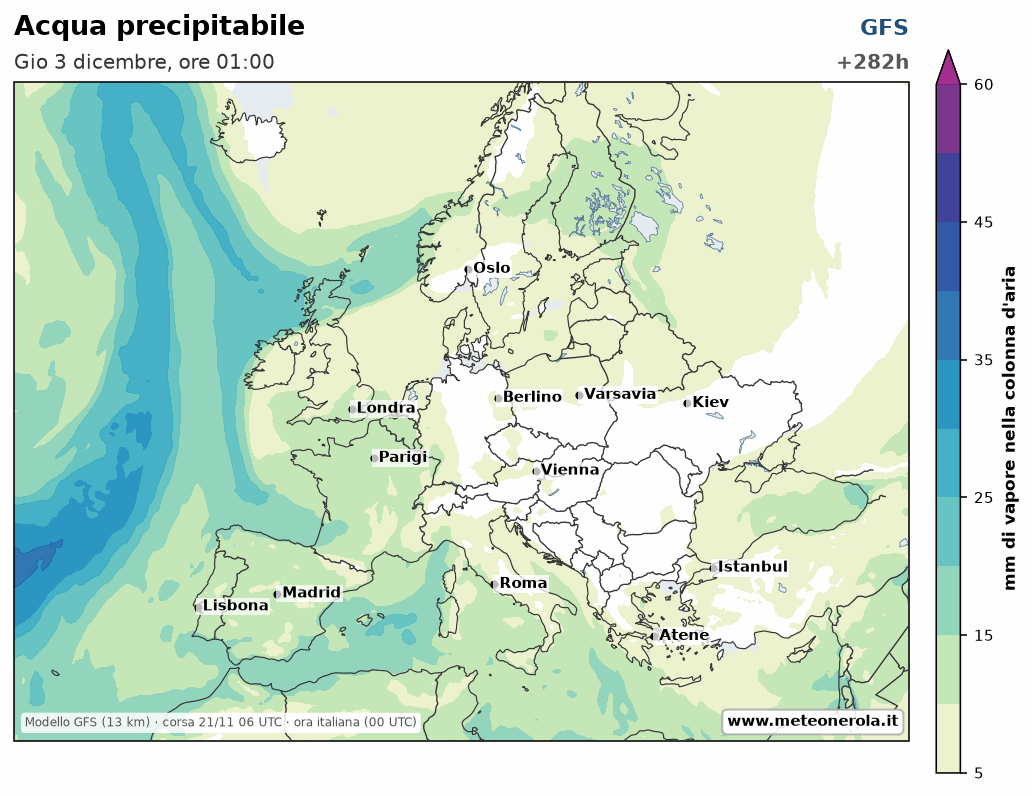 Acqua precipitabile
GFS
Gio 3 dicembre, ore 01:00
+282h
60
45
35
25
15
5
mm di vapore nella colonna d'aria
Oslo
Londra
Berlino
Varsavia
Kiev
Parigi
Vienna
Istanbul
Roma
Madrid
Lisbona
Atene
Modello GFS (13 km) · corsa 21/11 06 UTC · ora italiana (00 UTC)
www.meteonerola.it